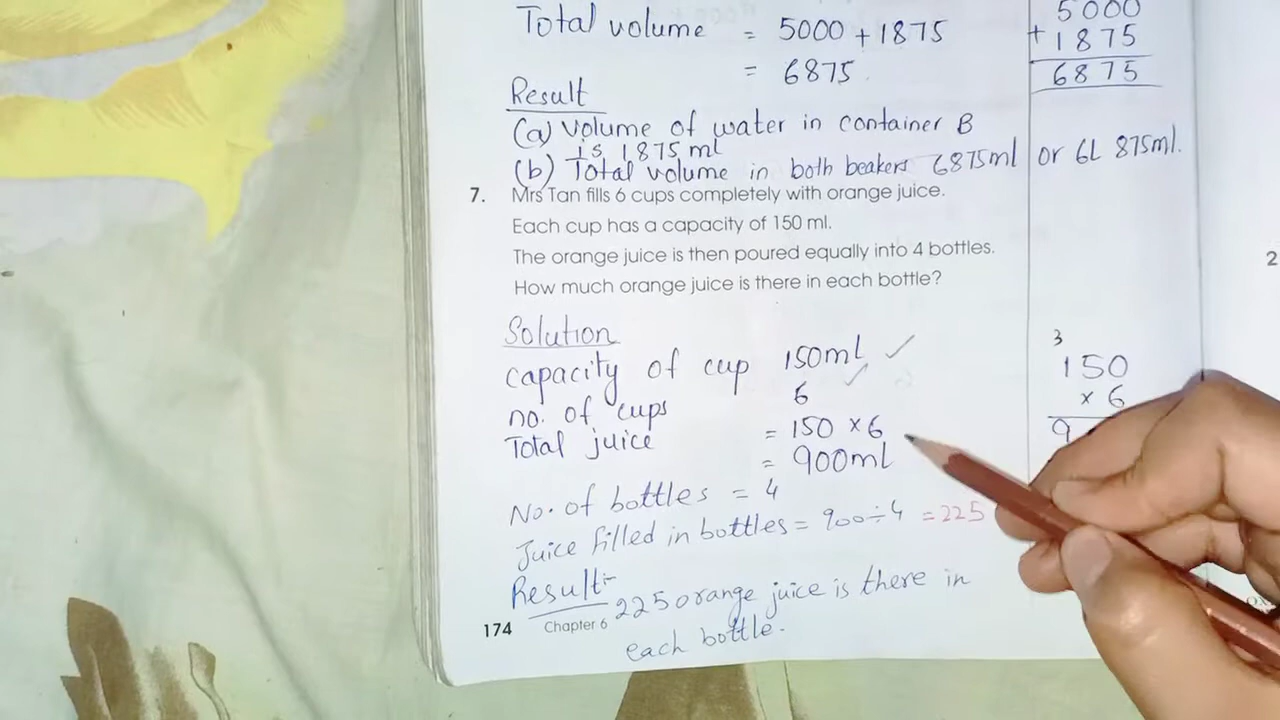 Total volume = 5000 + 1875
= 6875
5000
+ 1875
6875
Result
(a) Volume of water in container B
is 1875 ml
(b) Total volume in both beakers 6875ml or 6L 875ml.
7. Mrs Tan fills 6 cups completely with orange juice.
Each cup has a capacity of 150 ml.
The orange juice is then poured equally into 4 bottles.
How much orange juice is there in each bottle?
Solution
capacity of cup 150ml ✓
no. of cups 6 ✓
Total juice = 150 × 6
= 900ml
3
150
× 6
9
No. of bottles = 4
Juice filled in bottles = 900÷4 = 225
Result:-
225 orange juice is there in
each bottle.
174 Chapter 6
2